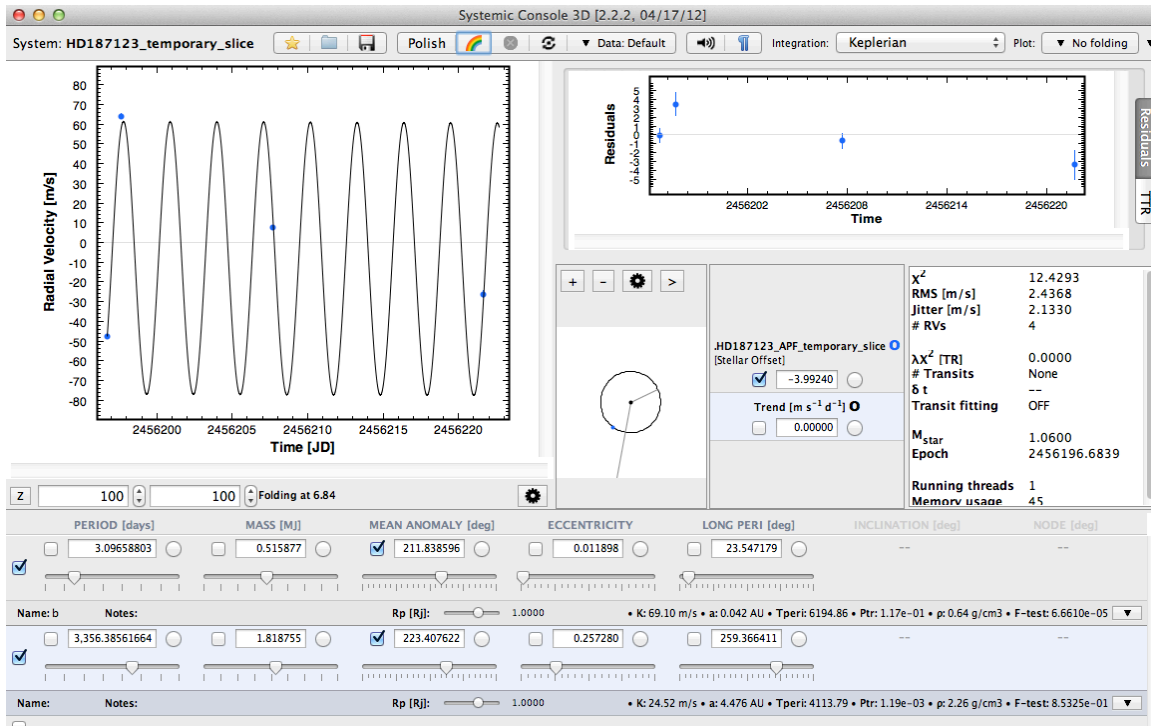 Systemic Console 3D [2.2.2, 04/17/12]
System: HD187123_temporary_slice Polish ▼ Data: Default Integration: Keplerian Plot: ▼ No folding
80
70
60
50
40
30
20
10
0
-10
-20
-30
-40
-50
-60
-70
-80
Radial Velocity [m/s]
2456200 2456205 2456210 2456215 2456220
Time [JD]
5
4
3
2
1
0
-1
-2
-3
-4
-5
Residuals
2456202 2456208 2456214 2456220
Time
Residuals
TTR
+ - >
.HD187123_APF_temporary_slice O
[Stellar Offset]
-3.99240
Trend [m s⁻¹ d⁻¹] O
0.00000
χ² 12.4293
RMS [m/s] 2.4368
Jitter [m/s] 2.1330
# RVs 4
λχ² [TR] 0.0000
# Transits None
δ t --
Transit fitting OFF
Mstar 1.0600
Epoch 2456196.6839
Running threads 1
Memory usage 45
Z 100 100 Folding at 6.84
PERIOD [days] MASS [MJ] MEAN ANOMALY [deg] ECCENTRICITY LONG PERI [deg] INCLINATION [deg] NODE [deg]
3.09658803 0.515877 211.838596 0.011898 23.547179 -- --
Name: b Notes: Rp [Rj]: 1.0000 • K: 69.10 m/s • a: 0.042 AU • Tperi: 6194.86 • Ptr: 1.17e-01 • ρ: 0.64 g/cm3 • F-test: 6.6610e-05 ▼
3,356.38561664 1.818755 223.407622 0.257280 259.366411 -- --
Name: Notes: Rp [Rj]: 1.0000 • K: 24.52 m/s • a: 4.476 AU • Tperi: 4113.79 • Ptr: 1.19e-03 • ρ: 2.26 g/cm3 • F-test: 8.5325e-01 ▼